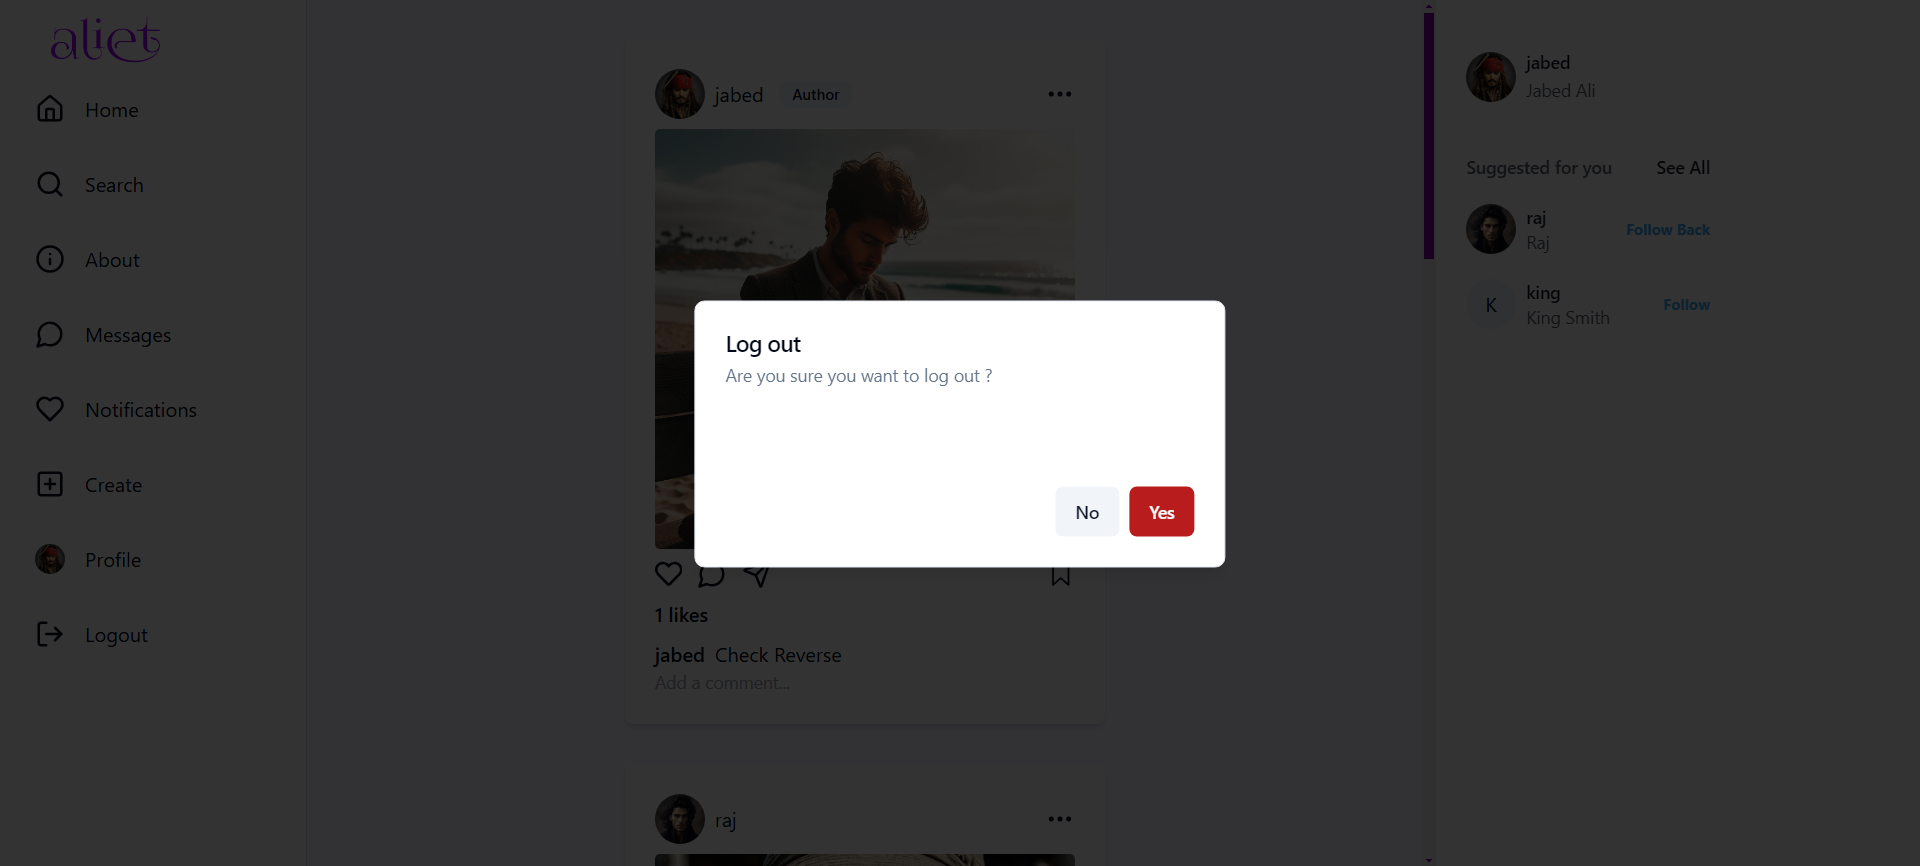 aliet
Home
Search
About
Messages
Notifications
Create
Profile
Logout
jabed Author
Log out
Are you sure you want to log out ?
No Yes
1 likes
jabed Check Reverse
Add a comment...
raj
jabed
Jabed Ali
Suggested for you See All
raj
Raj
Follow Back
K
king
King Smith
Follow